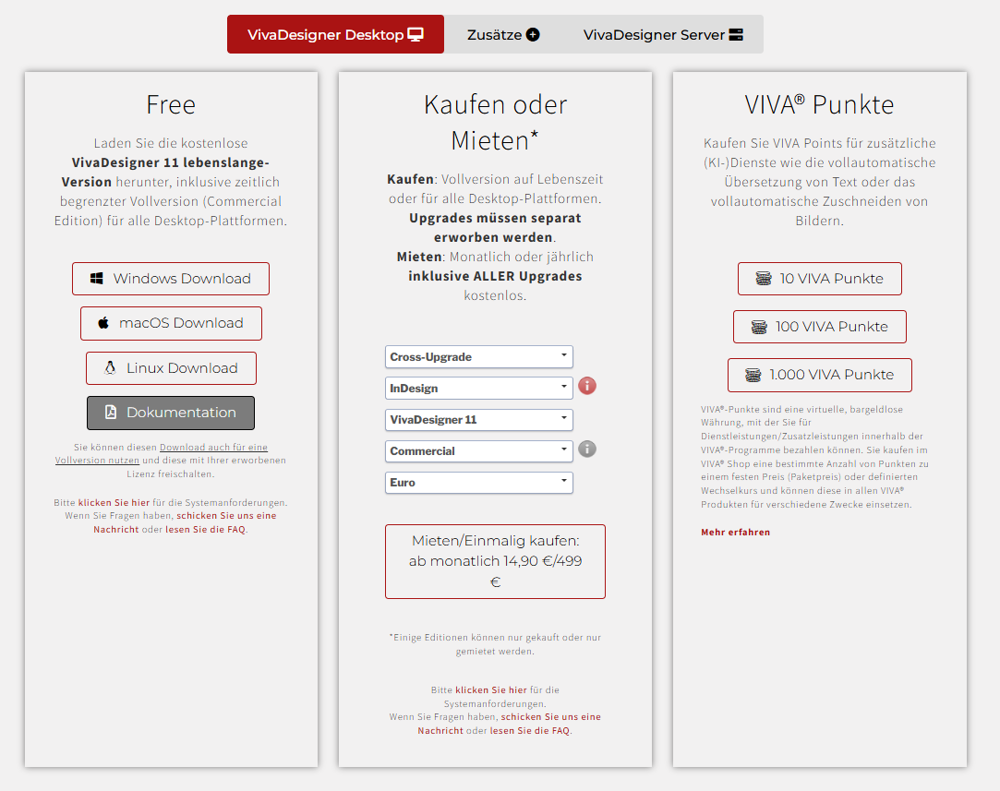 VivaDesigner Desktop
Zusätze
VivaDesigner Server
Free
Laden Sie die kostenlose
VivaDesigner 11 lebenslange-
Version herunter, inklusive zeitlich
begrenzter Vollversion (Commercial
Edition) für alle Desktop-Plattformen.
Windows Download
macOS Download
Linux Download
Dokumentation
Sie können diesen Download auch für eine
Vollversion nutzen und diese mit Ihrer erworbenen
Lizenz freischalten.
Bitte klicken Sie hier für die Systemanforderungen.
Wenn Sie Fragen haben, schicken Sie uns eine
Nachricht oder lesen Sie die FAQ.
Kaufen oder
Mieten*
Kaufen: Vollversion auf Lebenszeit
oder für alle Desktop-Plattformen.
Upgrades müssen separat
erworben werden.
Mieten: Monatlich oder jährlich
inklusive ALLER Upgrades
kostenlos.
Cross-Upgrade
InDesign
VivaDesigner 11
Commercial
Euro
Mieten/Einmalig kaufen:
ab monatlich 14,90 €/499
€
*Einige Editionen können nur gekauft oder nur
gemietet werden.
Bitte klicken Sie hier für die
Systemanforderungen.
Wenn Sie Fragen haben, schicken Sie uns eine
Nachricht oder lesen Sie die FAQ.
VIVA® Punkte
Kaufen Sie VIVA Points für zusätzliche
(KI-)Dienste wie die vollautomatische
Übersetzung von Text oder das
vollautomatische Zuschneiden von
Bildern.
10 VIVA Punkte
100 VIVA Punkte
1.000 VIVA Punkte
VIVA®-Punkte sind eine virtuelle, bargeldlose
Währung, mit der Sie für
Dienstleistungen/Zusatzleistungen innerhalb der
VIVA®-Programme bezahlen können. Sie kaufen im
VIVA® Shop eine bestimmte Anzahl von Punkten zu
einem festen Preis (Paketpreis) oder definierten
Wechselkurs und können diese in allen VIVA®
Produkten für verschiedene Zwecke einsetzen.
Mehr erfahren